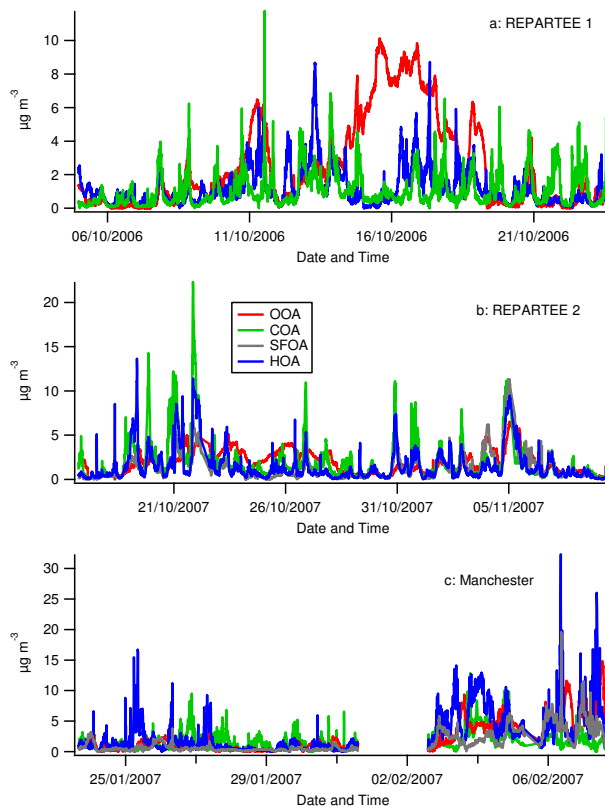 a: REPARTEE 1
µg m-3
10
8
6
4
2
0
06/10/2006 11/10/2006 16/10/2006 21/10/2006
Date and Time
b: REPARTEE 2
OOA
COA
SFOA
HOA
µg m-3
20
15
10
5
0
21/10/2007 26/10/2007 31/10/2007 05/11/2007
Date and Time
c: Manchester
µg m-3
30
25
20
15
10
5
0
25/01/2007 29/01/2007 02/02/2007 06/02/2007
Date and Time